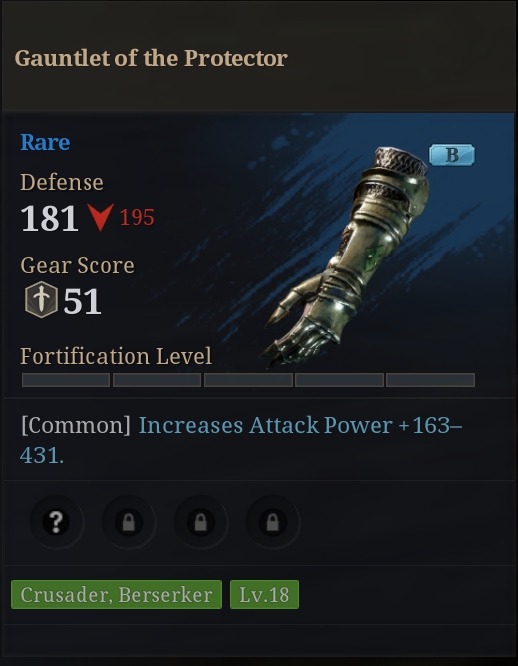 Gauntlet of the Protector
Rare
B
Defense
181 195
Gear Score
51
Fortification Level
[Common] Increases Attack Power +163–
431.
?
Crusader, Berserker Lv.18